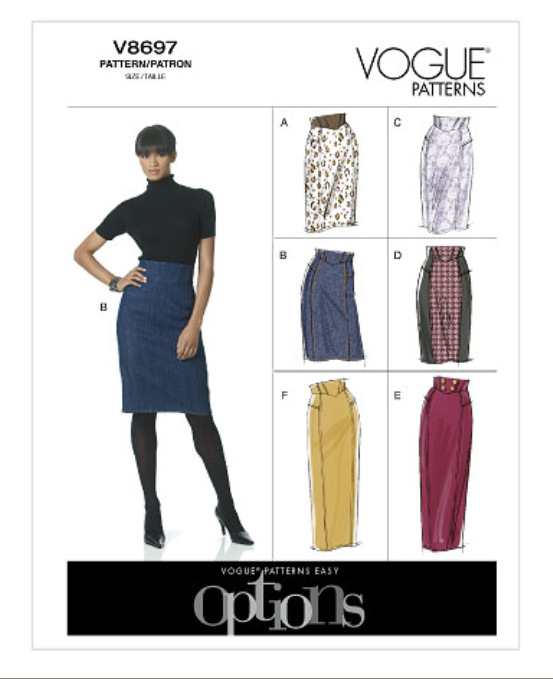 V8697
PATTERN/PATRON
SIZE/TAILLE
VOGUE®
PATTERNS
A
C
B
B
D
F
E
VOGUE® PATTERNS EASY
options